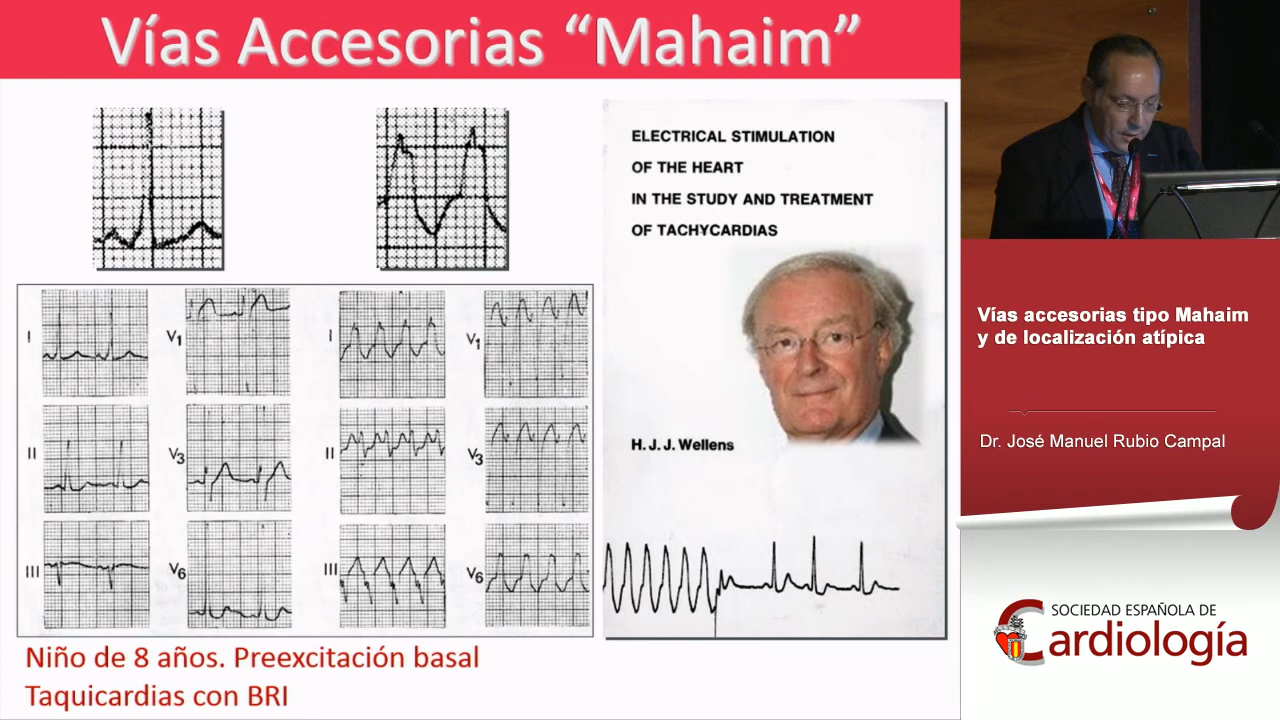 Vías Accesorias “Mahaim”
I
V1
I
V1
II
V3
II
V3
III
V6
III
V6
Niño de 8 años. Preexcitación basal
Taquicardias con BRI
ELECTRICAL STIMULATION
OF THE HEART
IN THE STUDY AND TREATMENT
OF TACHYCARDIAS
H. J. J. Wellens
Vías accesorias tipo Mahaim
y de localización atípica
Dr. José Manuel Rubio Campal
SOCIEDAD ESPAÑOLA DE
Cardiología